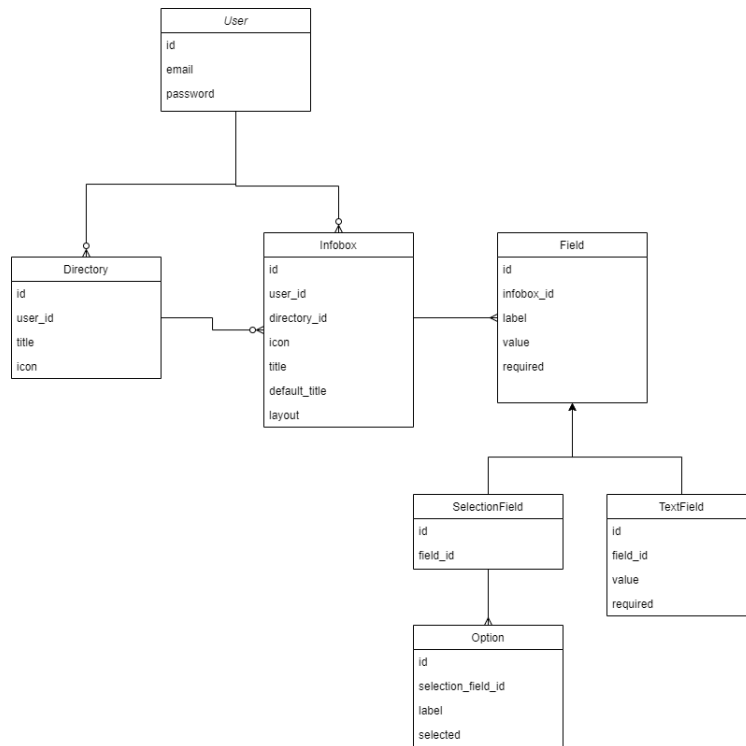 User
id
email
password
Directory
id
user_id
title
icon
Infobox
id
user_id
directory_id
icon
title
default_title
layout
Field
id
infobox_id
label
value
required
SelectionField
id
field_id
TextField
id
field_id
value
required
Option
id
selection_field_id
label
selected